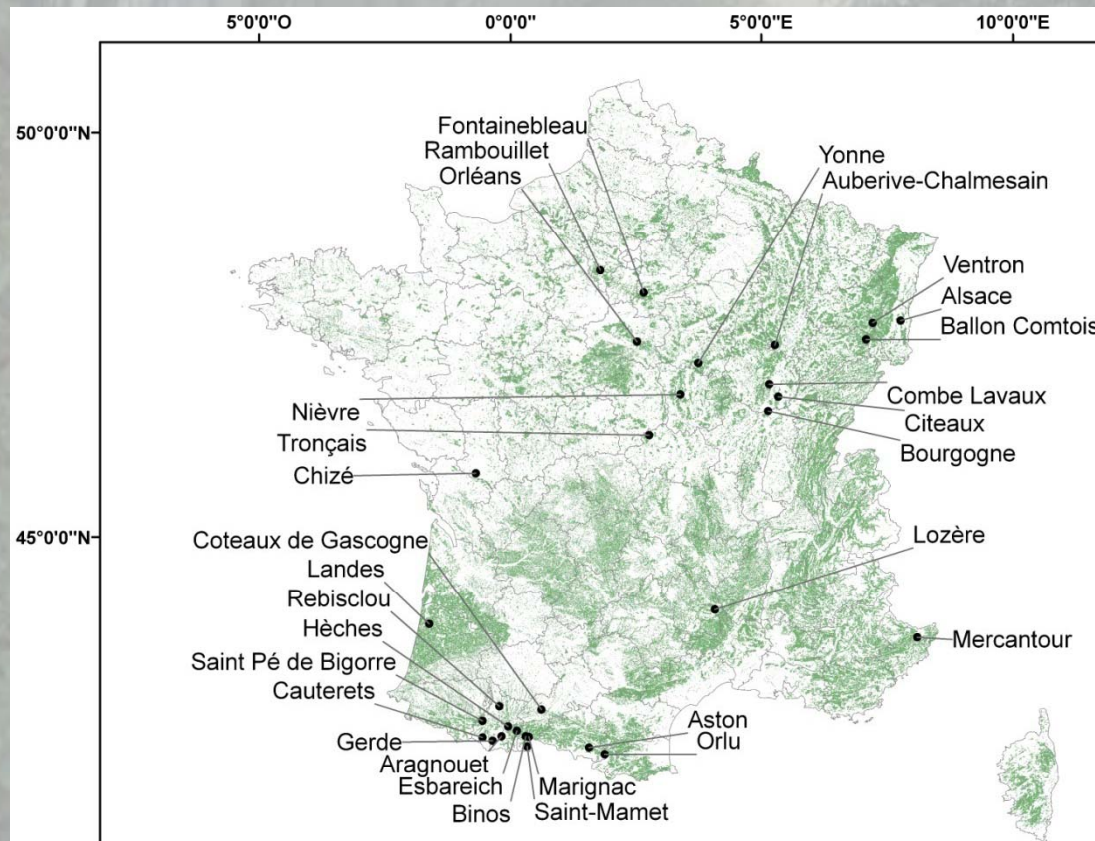 5°0'0"O 0°0'0" 5°0'0"E 10°0'0"E
50°0'0"N
45°0'0"N
Fontainebleau
Rambouillet
Orléans
Yonne
Auberive-Chalmesain
Ventron
Alsace
Ballon Comtois
Combe Lavaux
Citeaux
Bourgogne
Nièvre
Tronçais
Chizé
Coteaux de Gascogne
Landes
Rebisclou
Hèches
Saint Pé de Bigorre
Cauterets
Gerde
Aragnouet
Esbareich
Binos
Lozère
Mercantour
Aston
Orlu
Marignac
Saint-Mamet